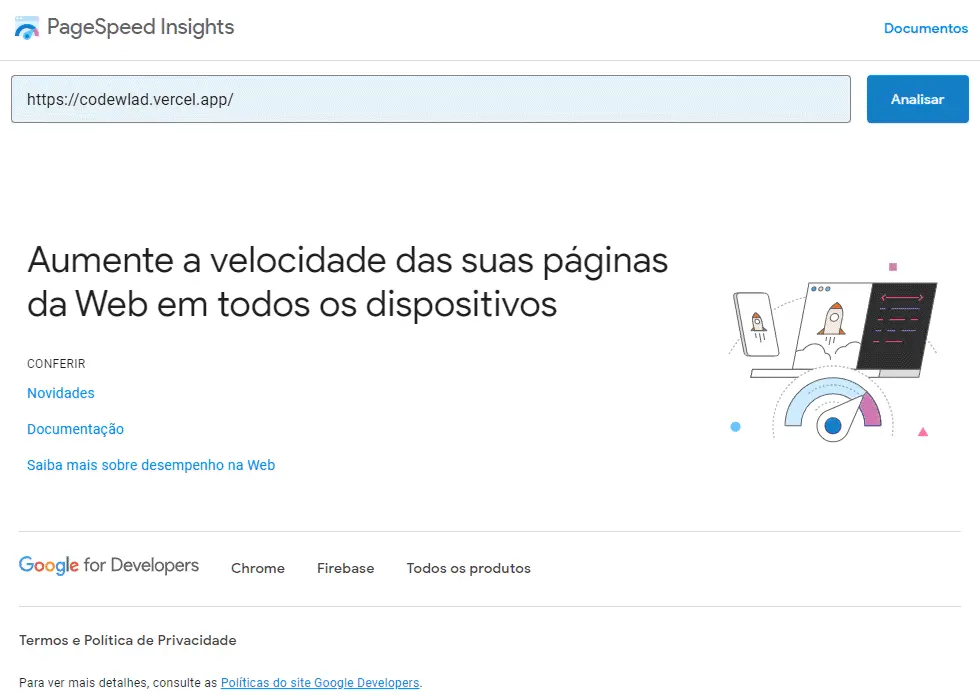 PageSpeed Insights
Documentos
https://codewlad.vercel.app/
Analisar
Aumente a velocidade das suas páginas
da Web em todos os dispositivos
CONFERIR
Novidades
Documentação
Saiba mais sobre desempenho na Web
Google for Developers
Chrome
Firebase
Todos os produtos
Termos e Política de Privacidade
Para ver mais detalhes, consulte as Políticas do site Google Developers.